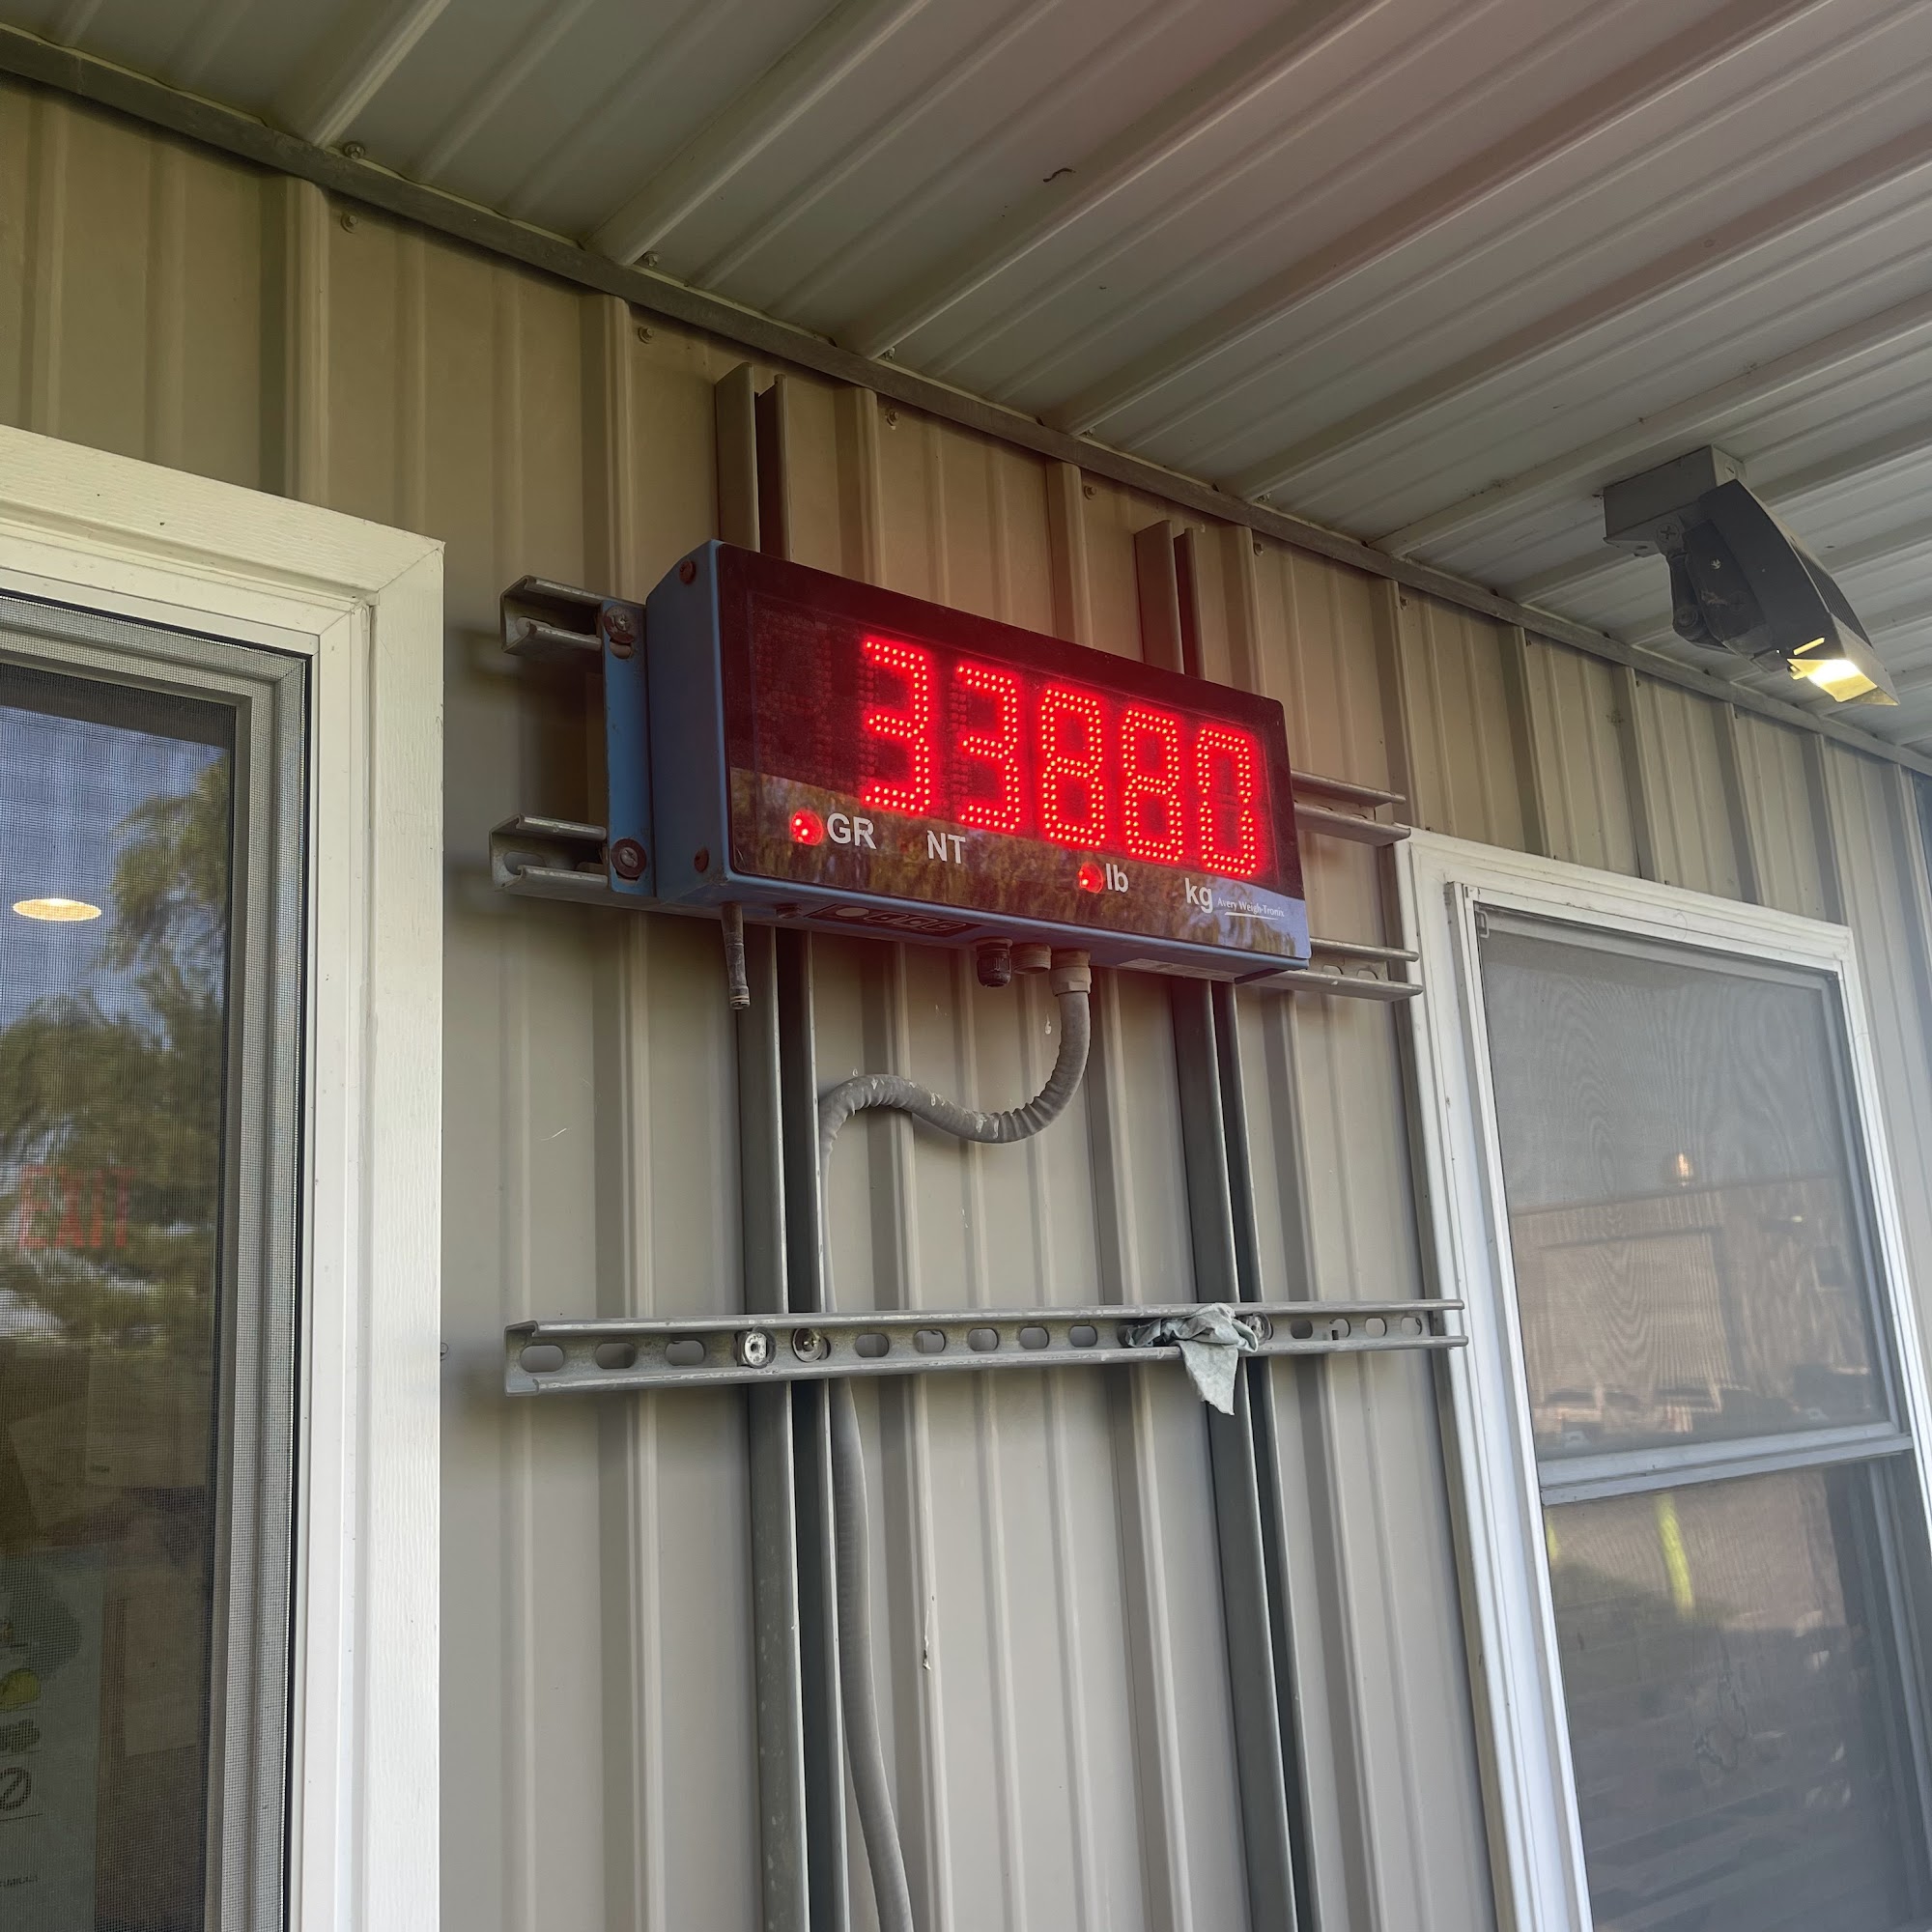 33880
GR NT lb kg Avery Weigh-Tronix
EXIT